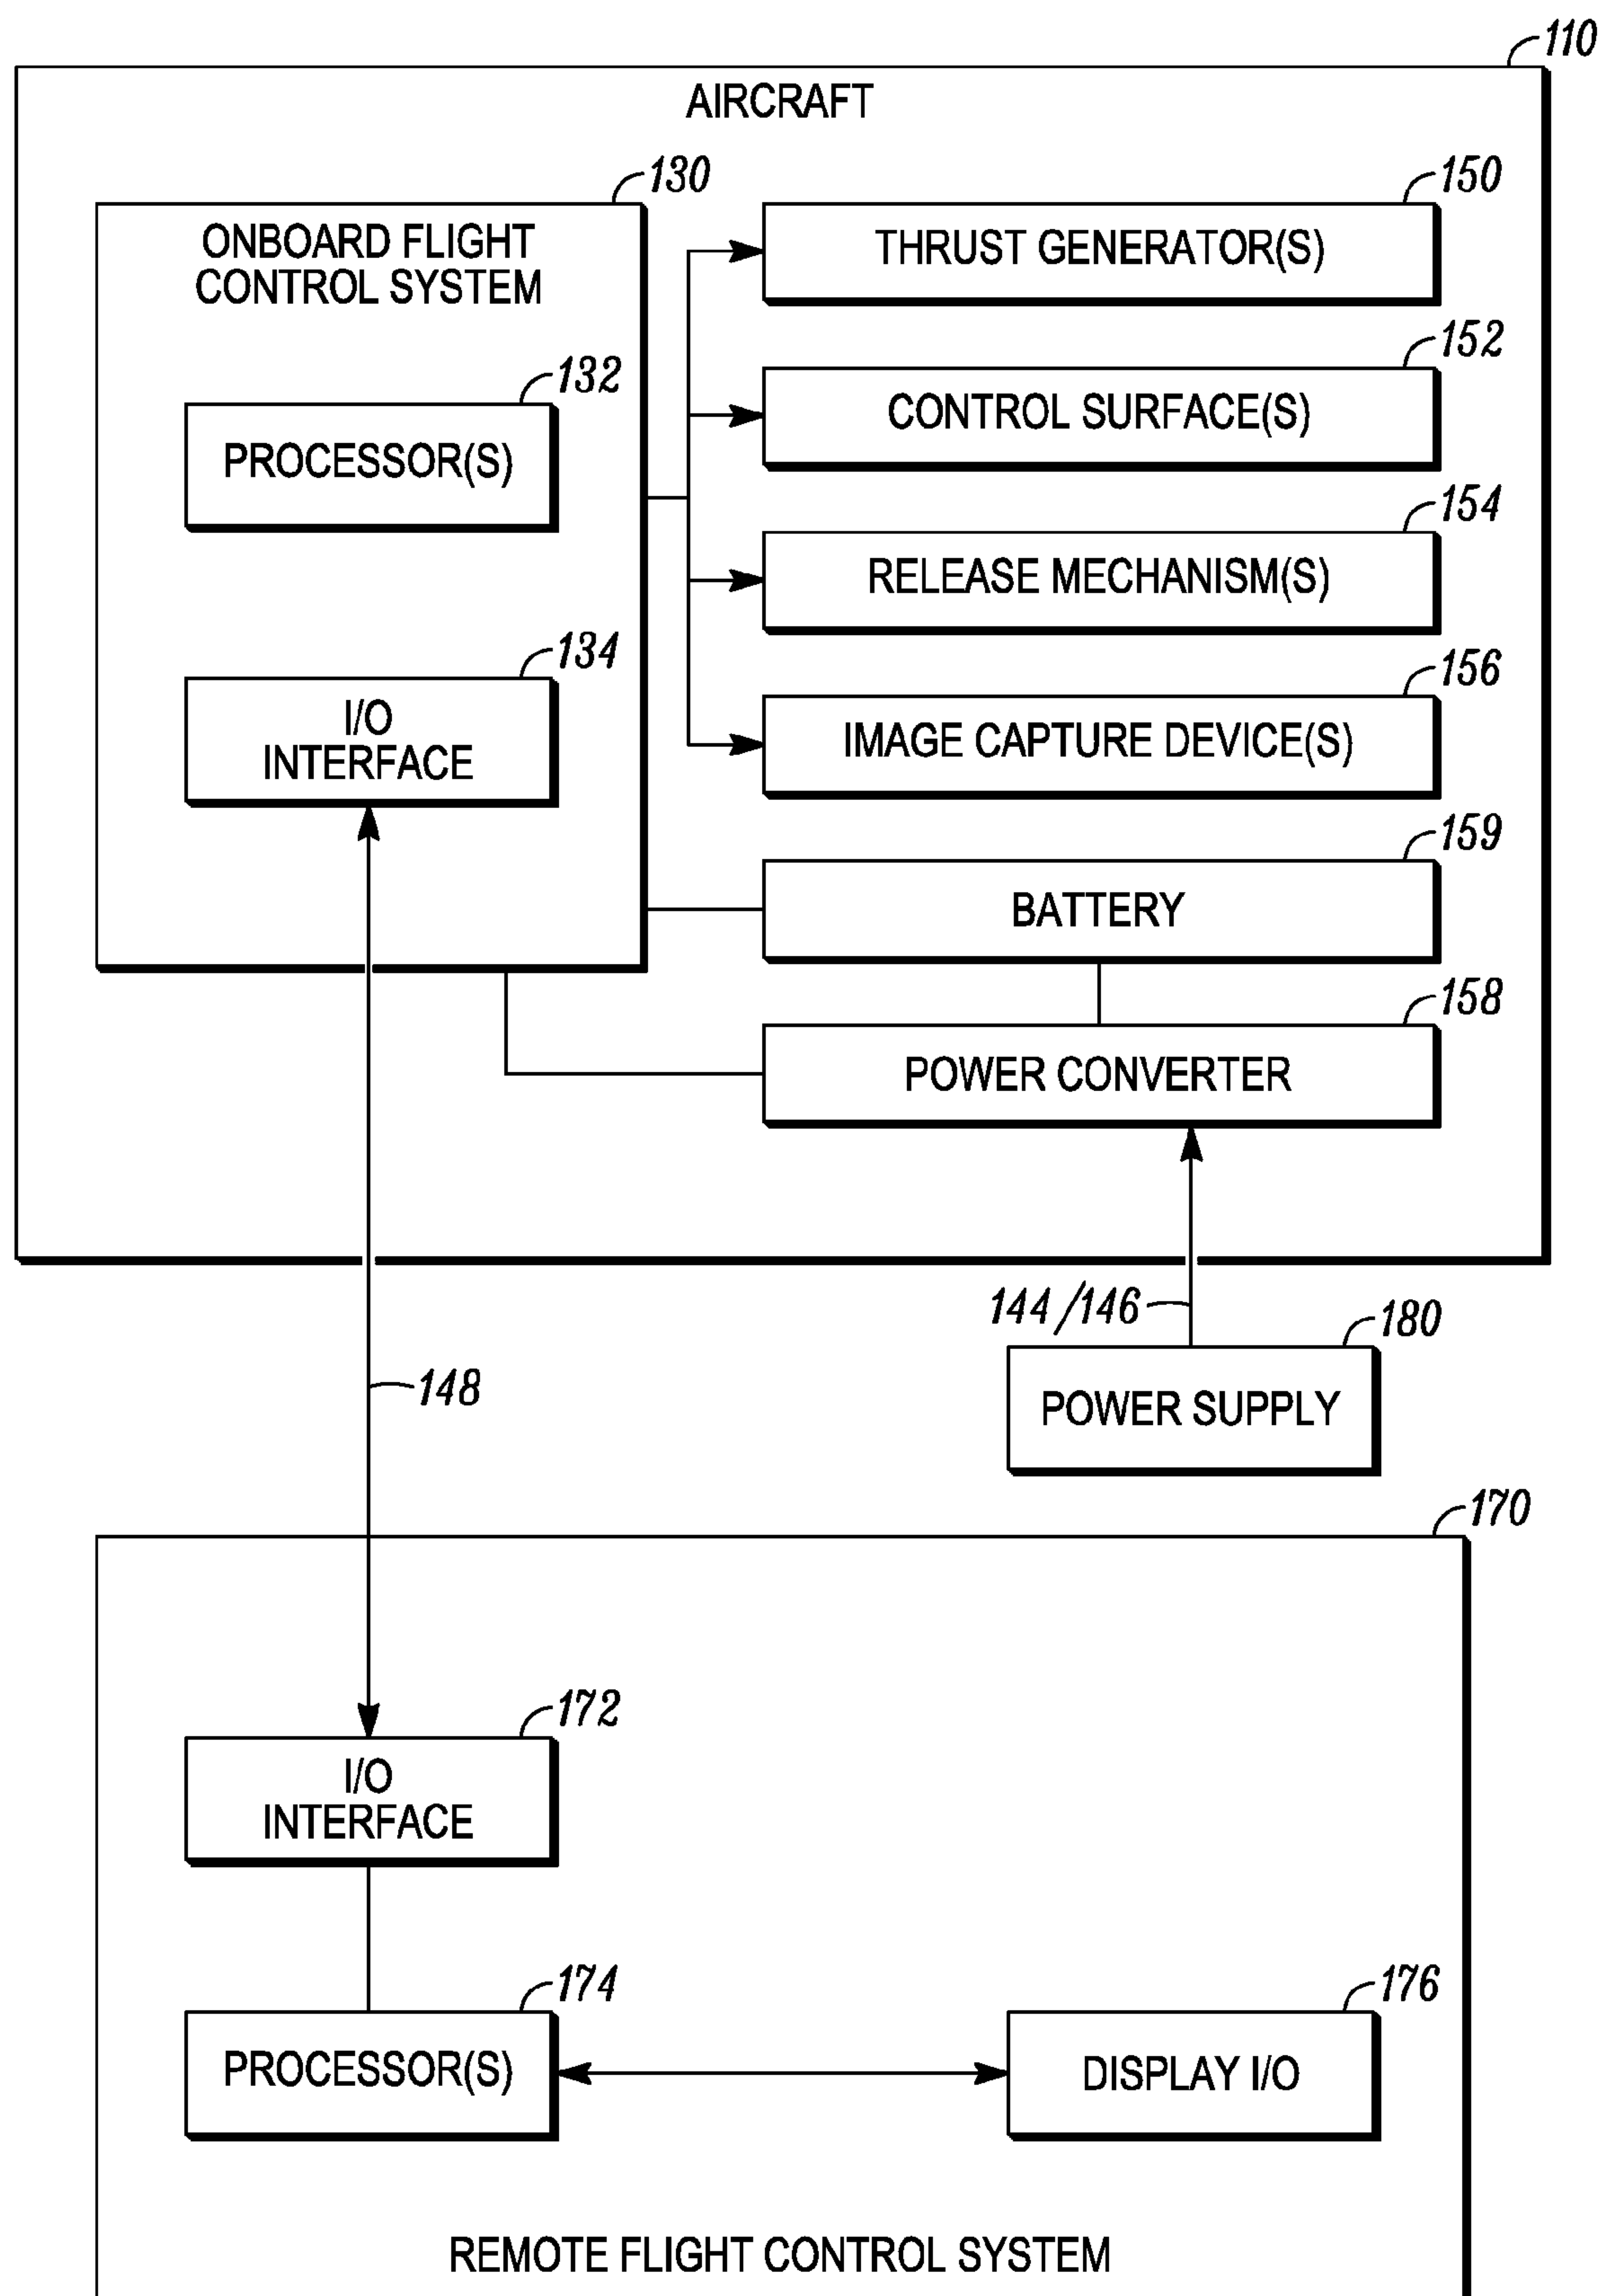 110
AIRCRAFT
130
ONBOARD FLIGHT
CONTROL SYSTEM
132
PROCESSOR(S)
134
I/O
INTERFACE
150
THRUST GENERATOR(S)
152
CONTROL SURFACE(S)
154
RELEASE MECHANISM(S)
156
IMAGE CAPTURE DEVICE(S)
159
BATTERY
158
POWER CONVERTER
144/146
180
POWER SUPPLY
148
170
172
I/O
INTERFACE
174
PROCESSOR(S)
176
DISPLAY I/O
REMOTE FLIGHT CONTROL SYSTEM